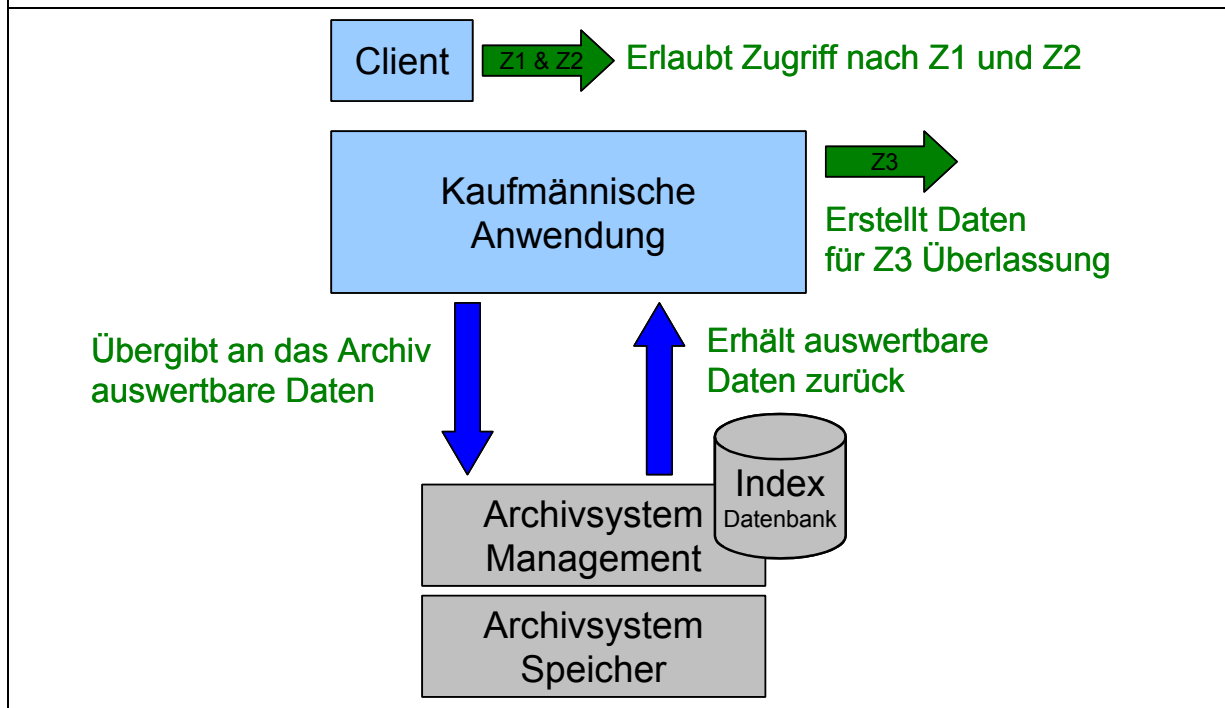 Client
Z1 & Z2
Erlaubt Zugriff nach Z1 und Z2
Kaufmännische
Anwendung
Z3
Erstellt Daten
für Z3 Überlassung
Übergibt an das Archiv
auswertbare Daten
Erhält auswertbare
Daten zurück
Index
Datenbank
Archivsystem
Management
Archivsystem
Speicher